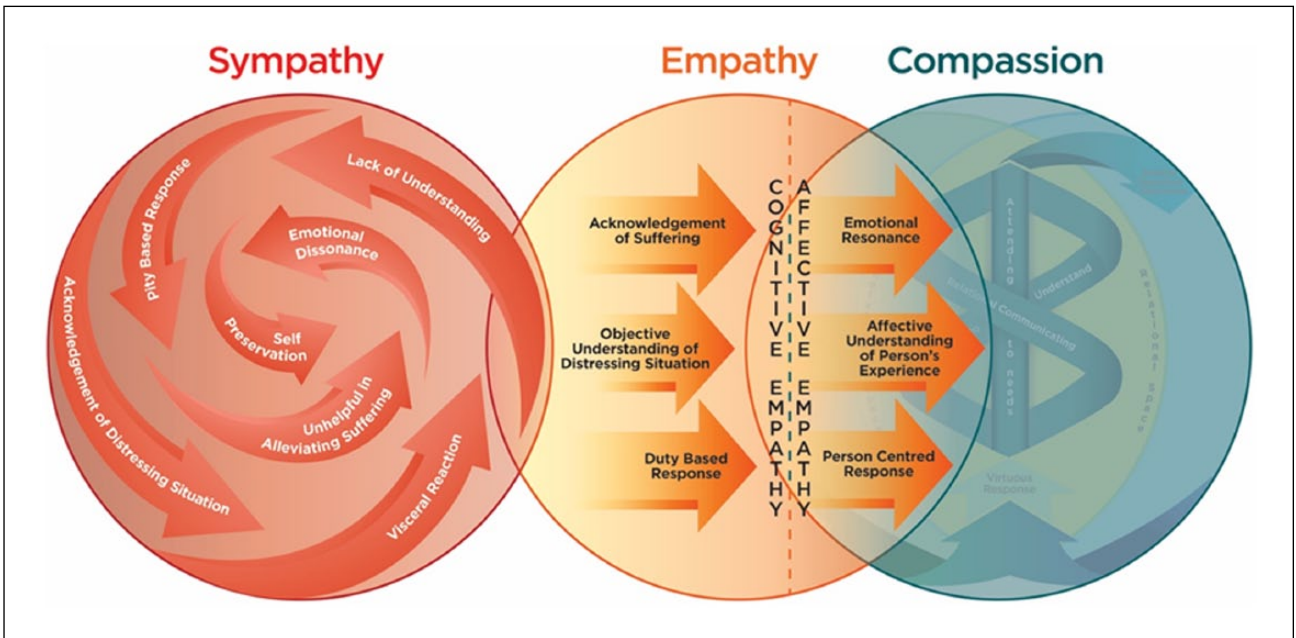 Sympathy
Empathy
Compassion
Lack of Understanding
Pity Based Response
Emotional
Dissonance
Self
Preservation
Unhelpful in
Alleviating Suffering
Acknowledgement of Distressing Situation
Visceral Reaction
Acknowledgement
of Suffering
Objective
Understanding of
Distressing Situation
Duty Based
Response
COGNITIVE EMPATHY
AFFECTIVE EMPATHY
Emotional
Resonance
Affective
Understanding
of Person's
Experience
Person Centred
Response
Attending to needs
Understand
Relational Communicating
Relational Space
Virtuous
Response